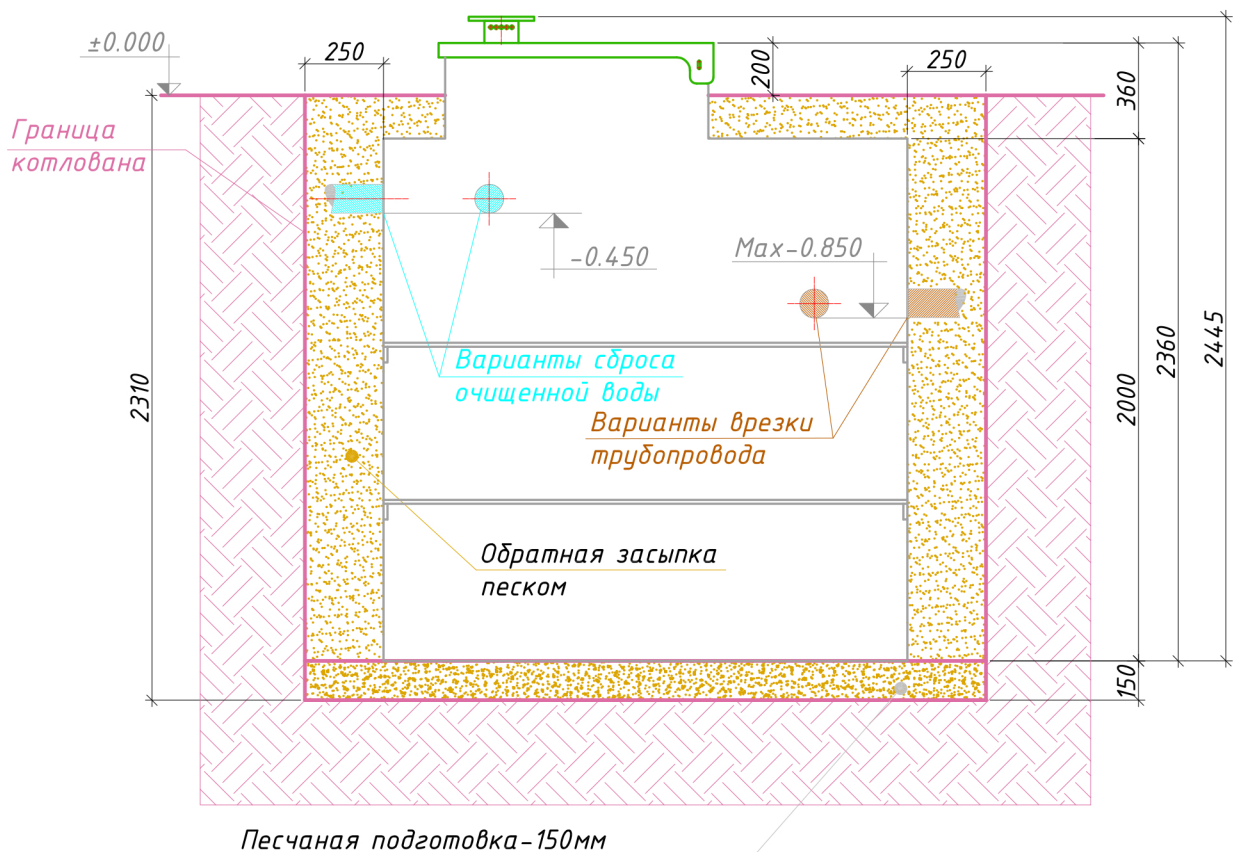 ±0.000
250
200
250
360
Граница
котлована
-0.450
Max-0.850
2445
2360
2000
2310
Варианты сброса
очищенной воды
Варианты врезки
трубопровода
Обратная засыпка
песком
150
Песчаная подготовка-150мм